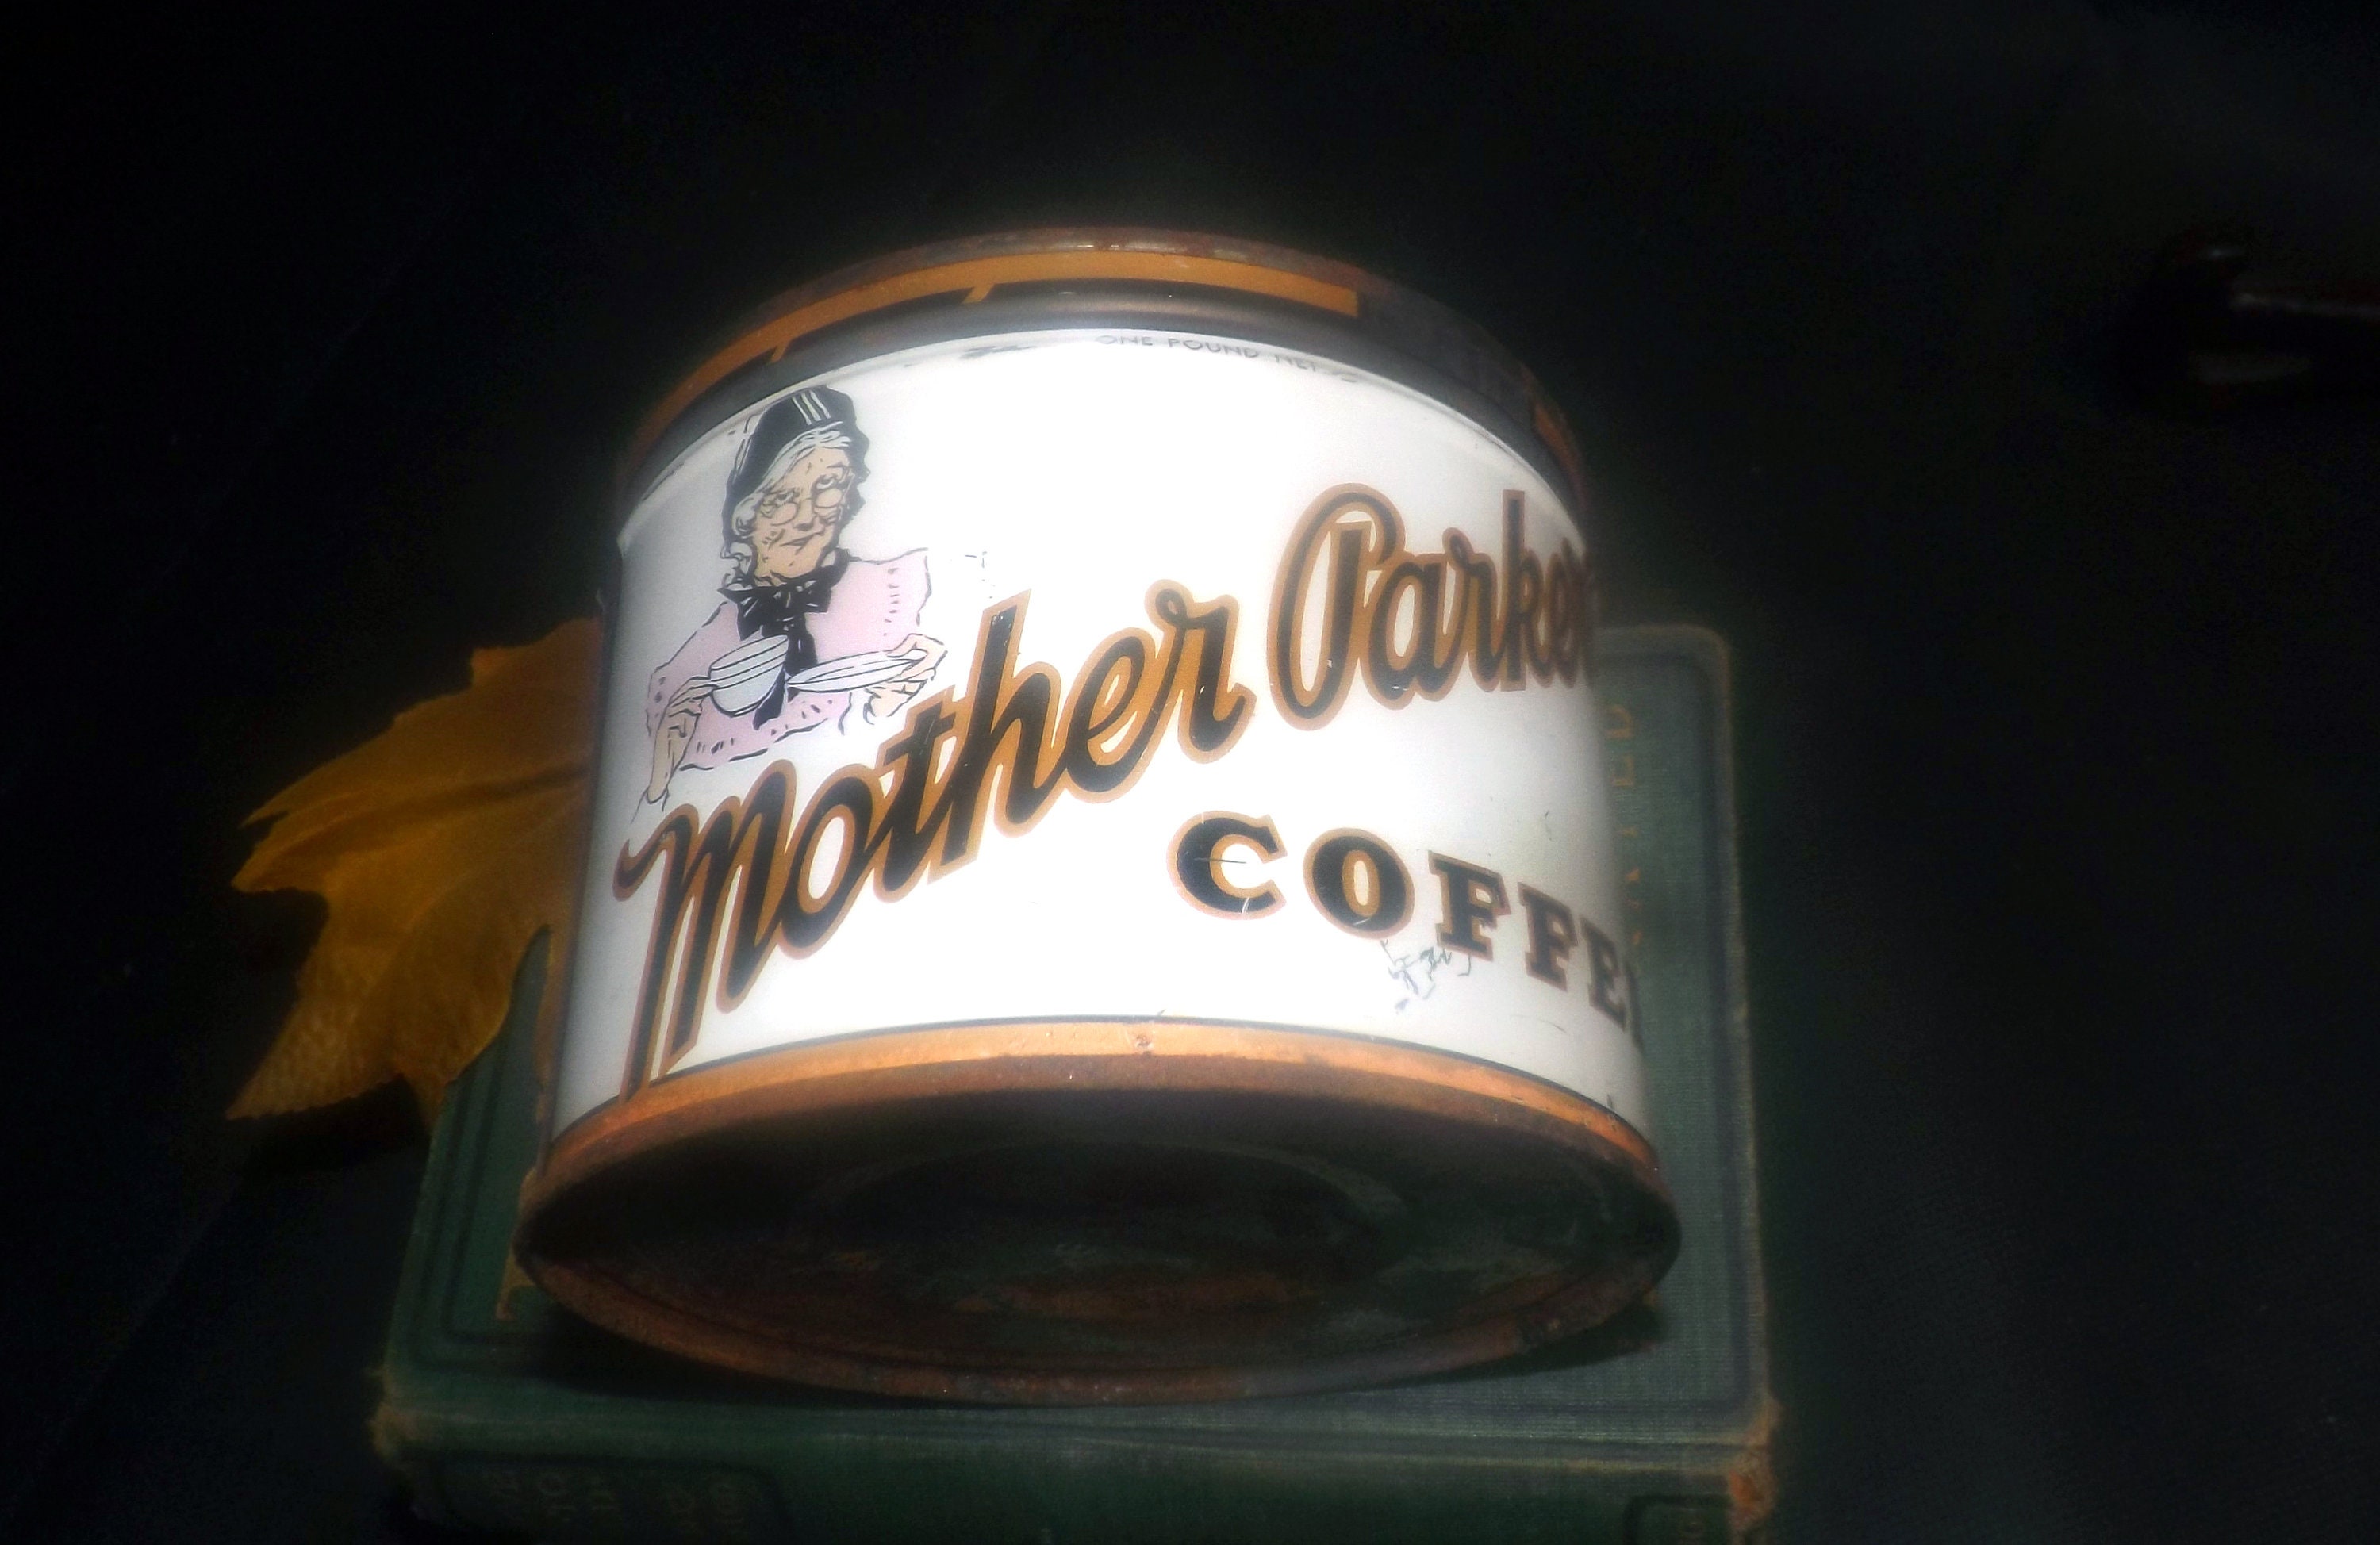 ONE POUND NET
Mother Parker
COFFE